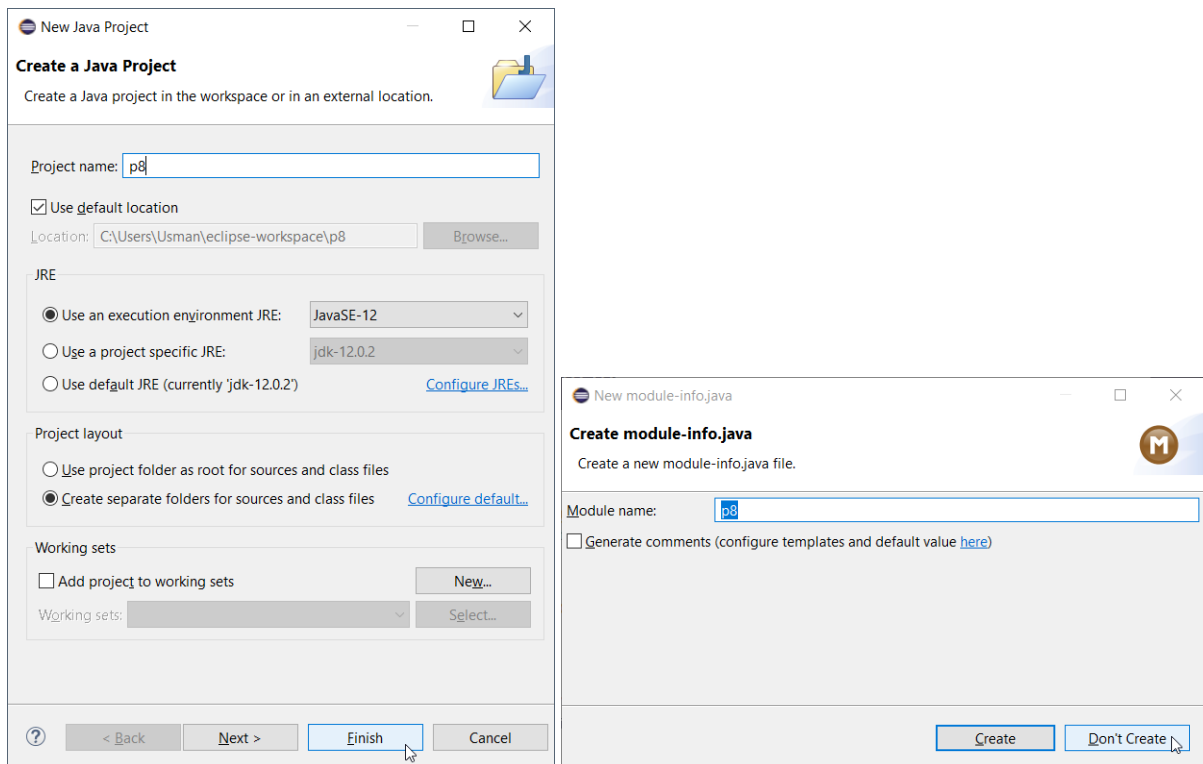 New Java Project
Create a Java Project
Create a Java project in the workspace or in an external location.
Project name: p8
Use default location
Location: C:\Users\Usman\eclipse-workspace\p8 Browse...
JRE
Use an execution environment JRE: JavaSE-12
Use a project specific JRE: jdk-12.0.2
Use default JRE (currently 'jdk-12.0.2') Configure JREs...
Project layout
Use project folder as root for sources and class files
Create separate folders for sources and class files Configure default...
Working sets
Add project to working sets New...
Working sets: Select...
? < Back Next > Finish Cancel
New module-info.java
Create module-info.java
Create a new module-info.java file.
M
Module name: p8
Generate comments (configure templates and default value here)
Create Don't Create